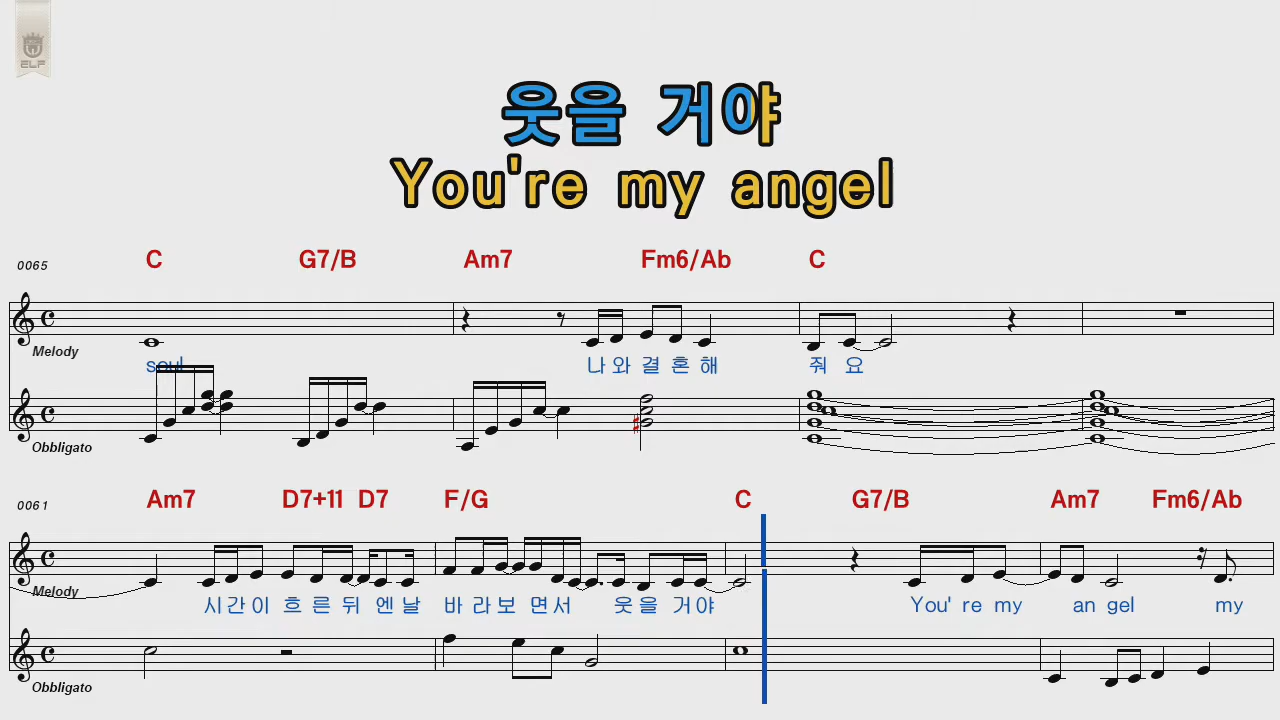 ELF
웃을 거야
You're my angel
0065 C G7/B Am7 Fm6/Ab C
Melody
soul 나와결혼해 줘요
Obbligato
0061 Am7 D7+11 D7 F/G C G7/B Am7 Fm6/Ab
Melody
시간이 흐른뒤 엔날 바라보 면서 웃을 거야 You' re my an gel my
Obbligato